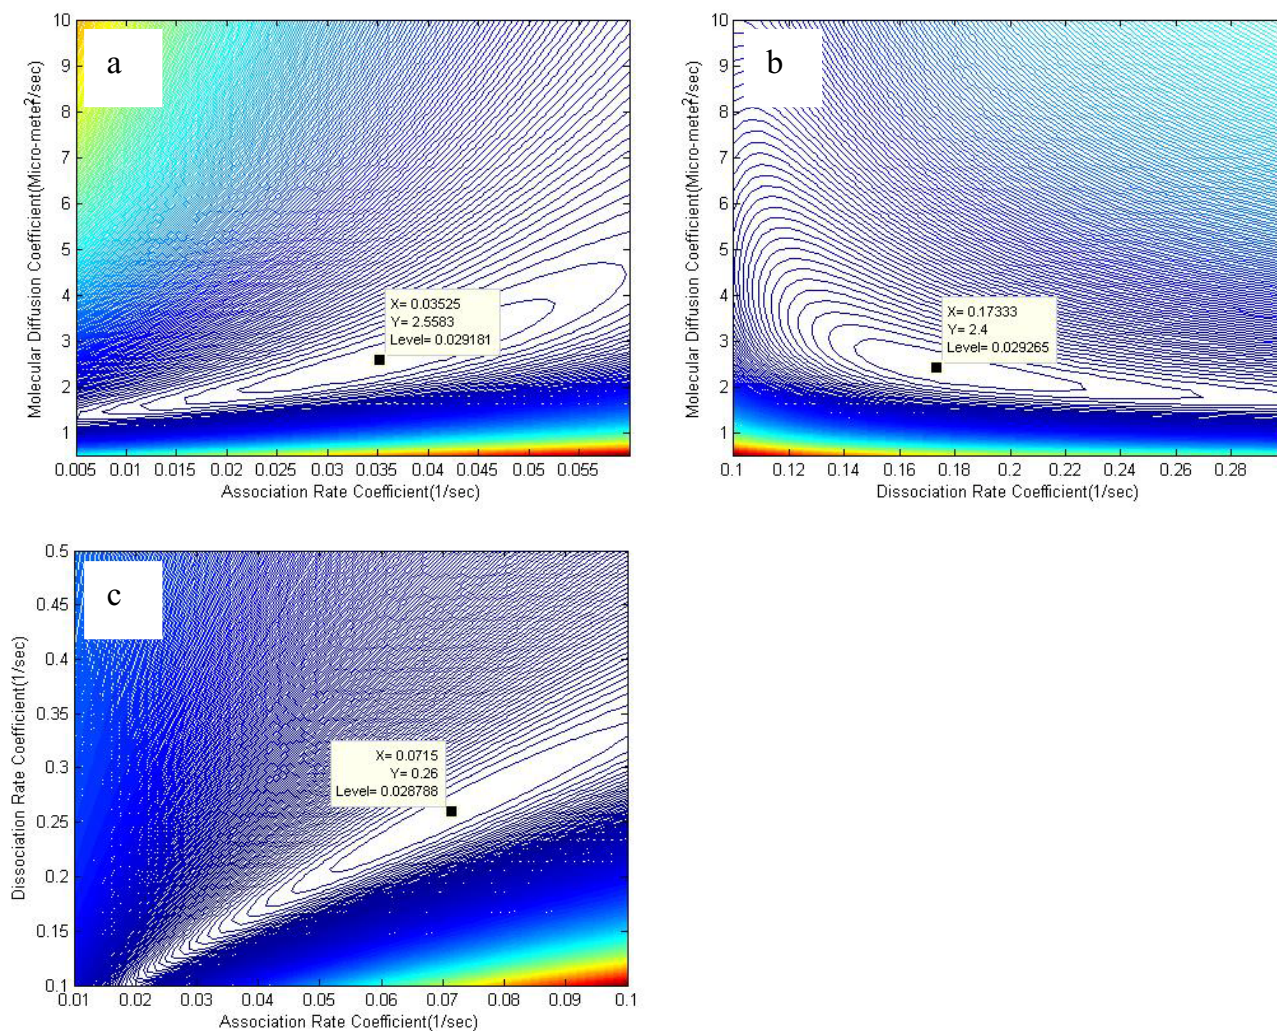 a
10
9
8
7
6
5
4
3
2
1
Molecular Diffusion Coefficient(Micro-meter²/sec)
X= 0.03525
Y= 2.5583
Level= 0.029181
0.005 0.01 0.015 0.02 0.025 0.03 0.035 0.04 0.045 0.05 0.055
Association Rate Coefficient(1/sec)
b
10
9
8
7
6
5
4
3
2
1
Molecular Diffusion Coefficient(Micro-meter²/sec)
X= 0.17333
Y= 2.4
Level= 0.029265
0.1 0.12 0.14 0.16 0.18 0.2 0.22 0.24 0.26 0.28
Dissociation Rate Coefficient(1/sec)
c
0.5
0.45
0.4
0.35
0.3
0.25
0.2
0.15
0.1
Dissociation Rate Coefficient(1/sec)
X= 0.0715
Y= 0.26
Level= 0.028788
0.01 0.02 0.03 0.04 0.05 0.06 0.07 0.08 0.09 0.1
Association Rate Coefficient(1/sec)